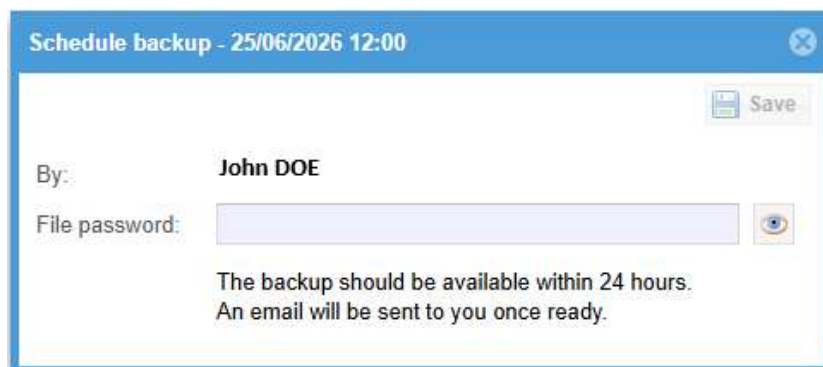 Schedule backup - 25/06/2026 12:00
Save
By: John DOE
File password:
The backup should be available within 24 hours.
An email will be sent to you once ready.